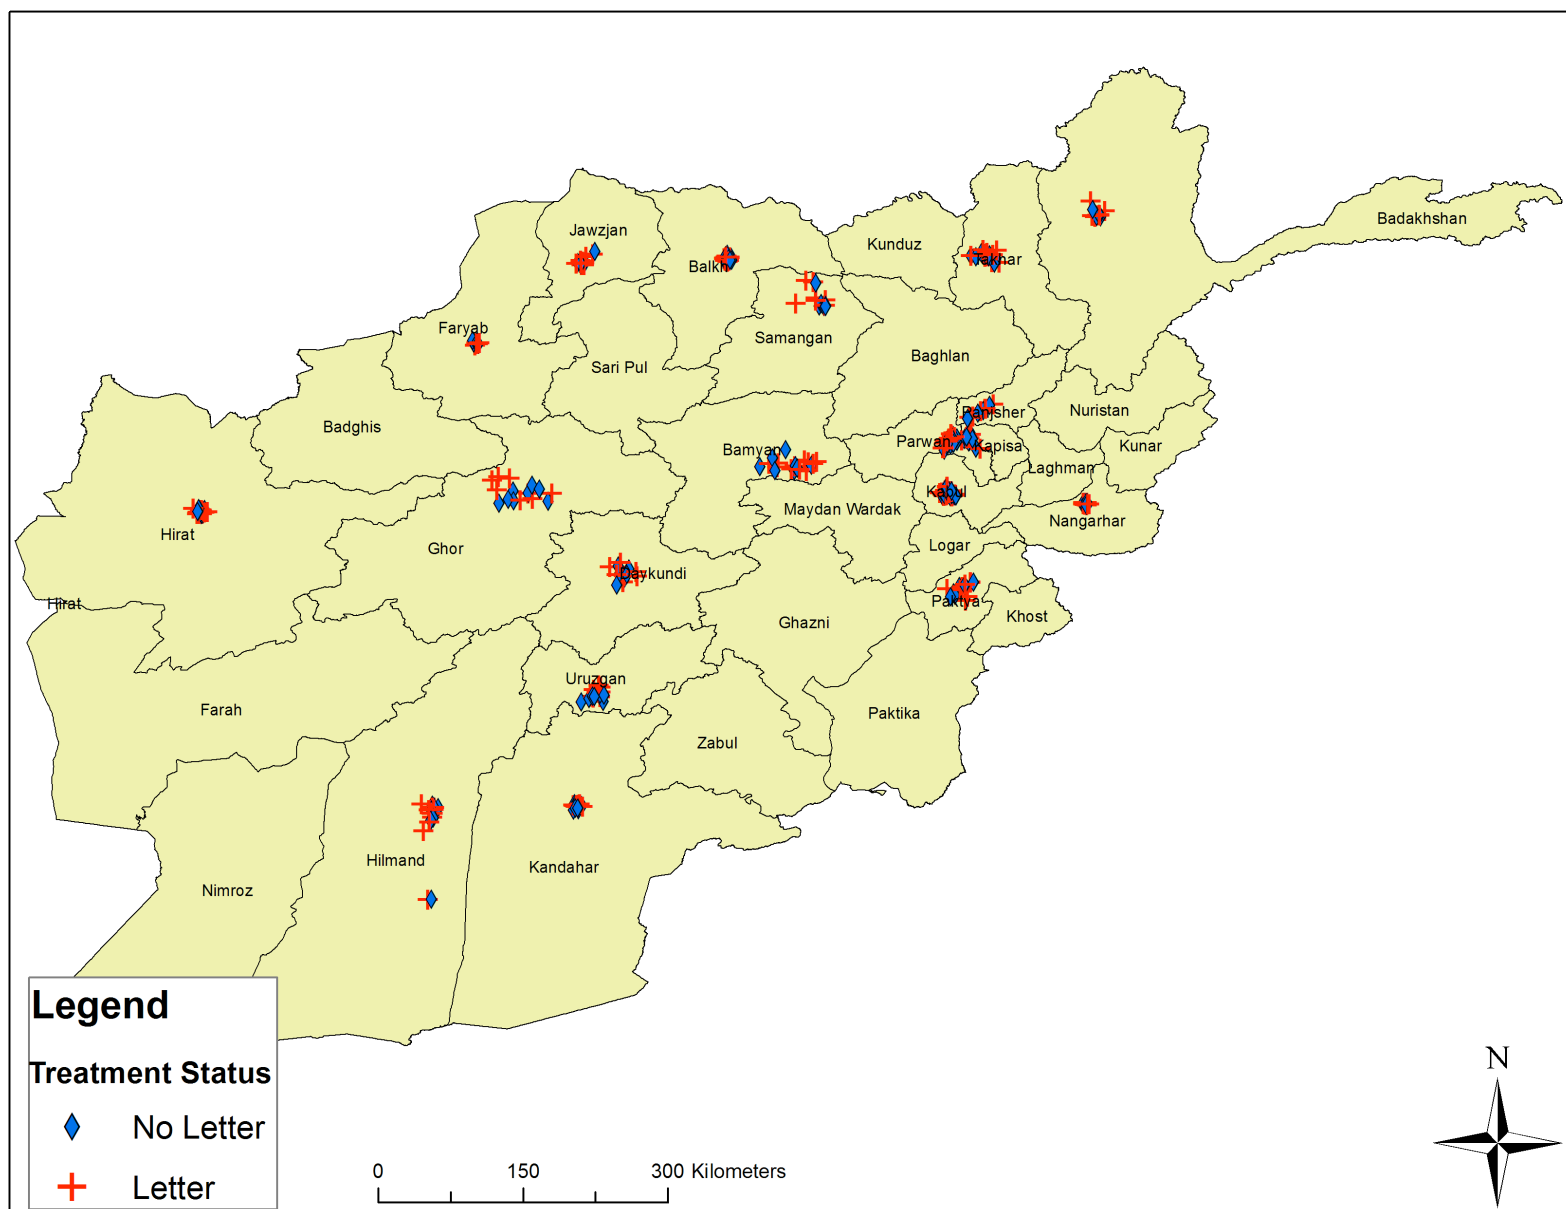 Badakhshan
Jawzjan
Kunduz
Takhar
Balkh
Faryab
Samangan
Baghlan
Sari Pul
Panjsher
Nuristan
Badghis
Bamyan
Parwan
Kapisa
Kunar
Laghman
Kabul
Maydan Wardak
Nangarhar
Hirat
Ghor
Logar
Daykundi
Hirat
Paktya
Khost
Ghazni
Uruzgan
Farah
Paktika
Zabul
Hilmand
Kandahar
Nimroz
Legend
Treatment Status
No Letter
Letter
0 150 300 Kilometers
N